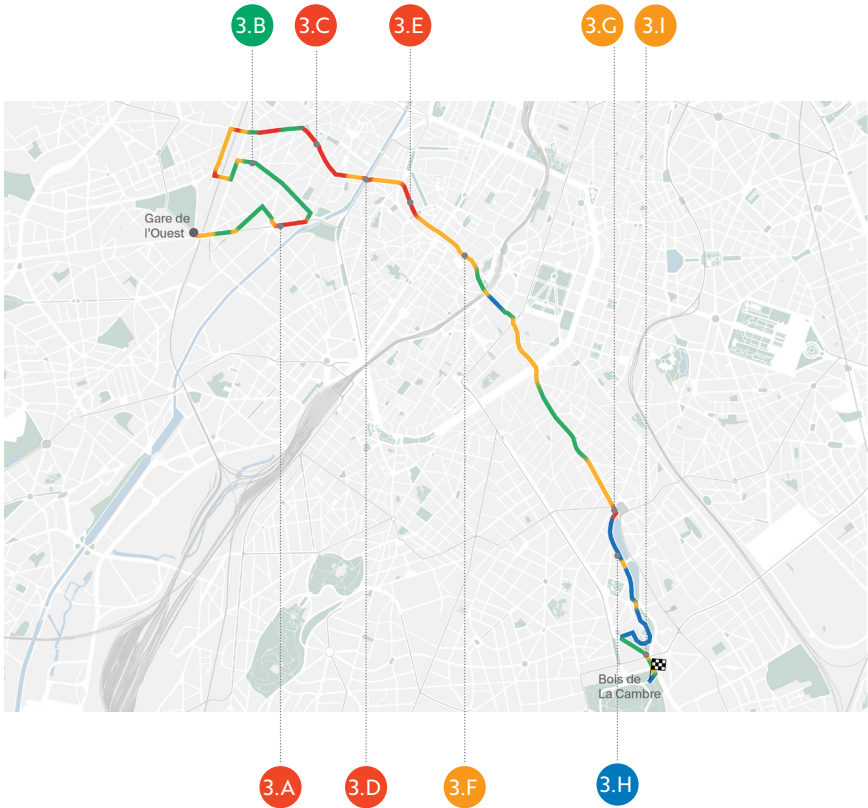 3.B
3.C
3.E
3.G
3.I
Gare de
l'Ouest
Bois de
La Cambre
3.A
3.D
3.F
3.H